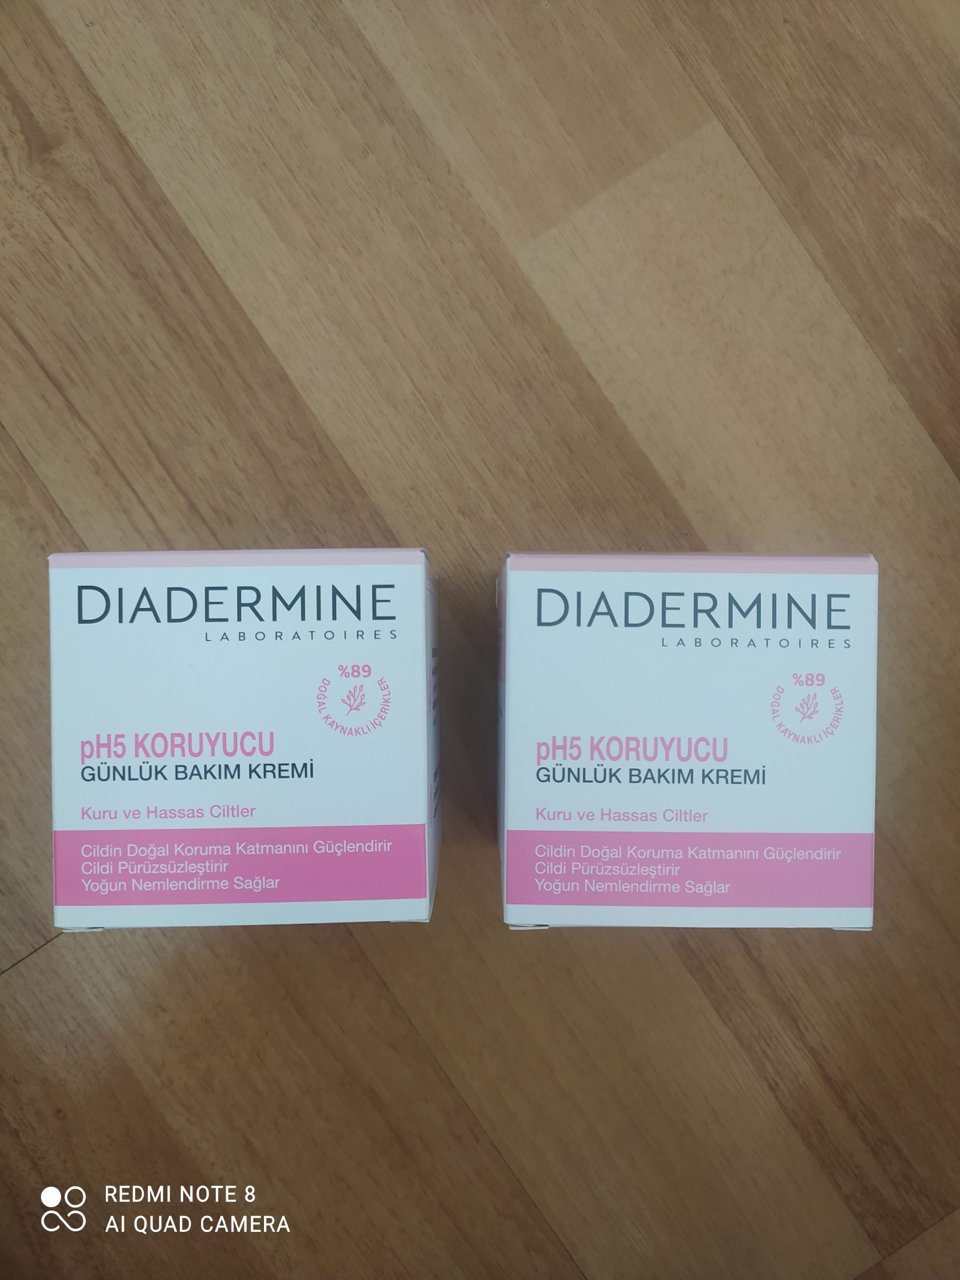 DIADERMINE
LABORATOIRES
%89
DOĞAL KAYNAKLI İÇERİKLER
pH5 KORUYUCU
GÜNLÜK BAKIM KREMİ
Kuru ve Hassas Ciltler
Cildin Doğal Koruma Katmanını Güçlendirir
Cildi Pürüzsüzleştirir
Yoğun Nemlendirme Sağlar
DIADERMINE
LABORATOIRES
%89
DOĞAL KAYNAKLI İÇERİKLER
pH5 KORUYUCU
GÜNLÜK BAKIM KREMİ
Kuru ve Hassas Ciltler
Cildin Doğal Koruma Katmanını Güçlendirir
Cildi Pürüzsüzleştirir
Yoğun Nemlendirme Sağlar
REDMI NOTE 8
AI QUAD CAMERA